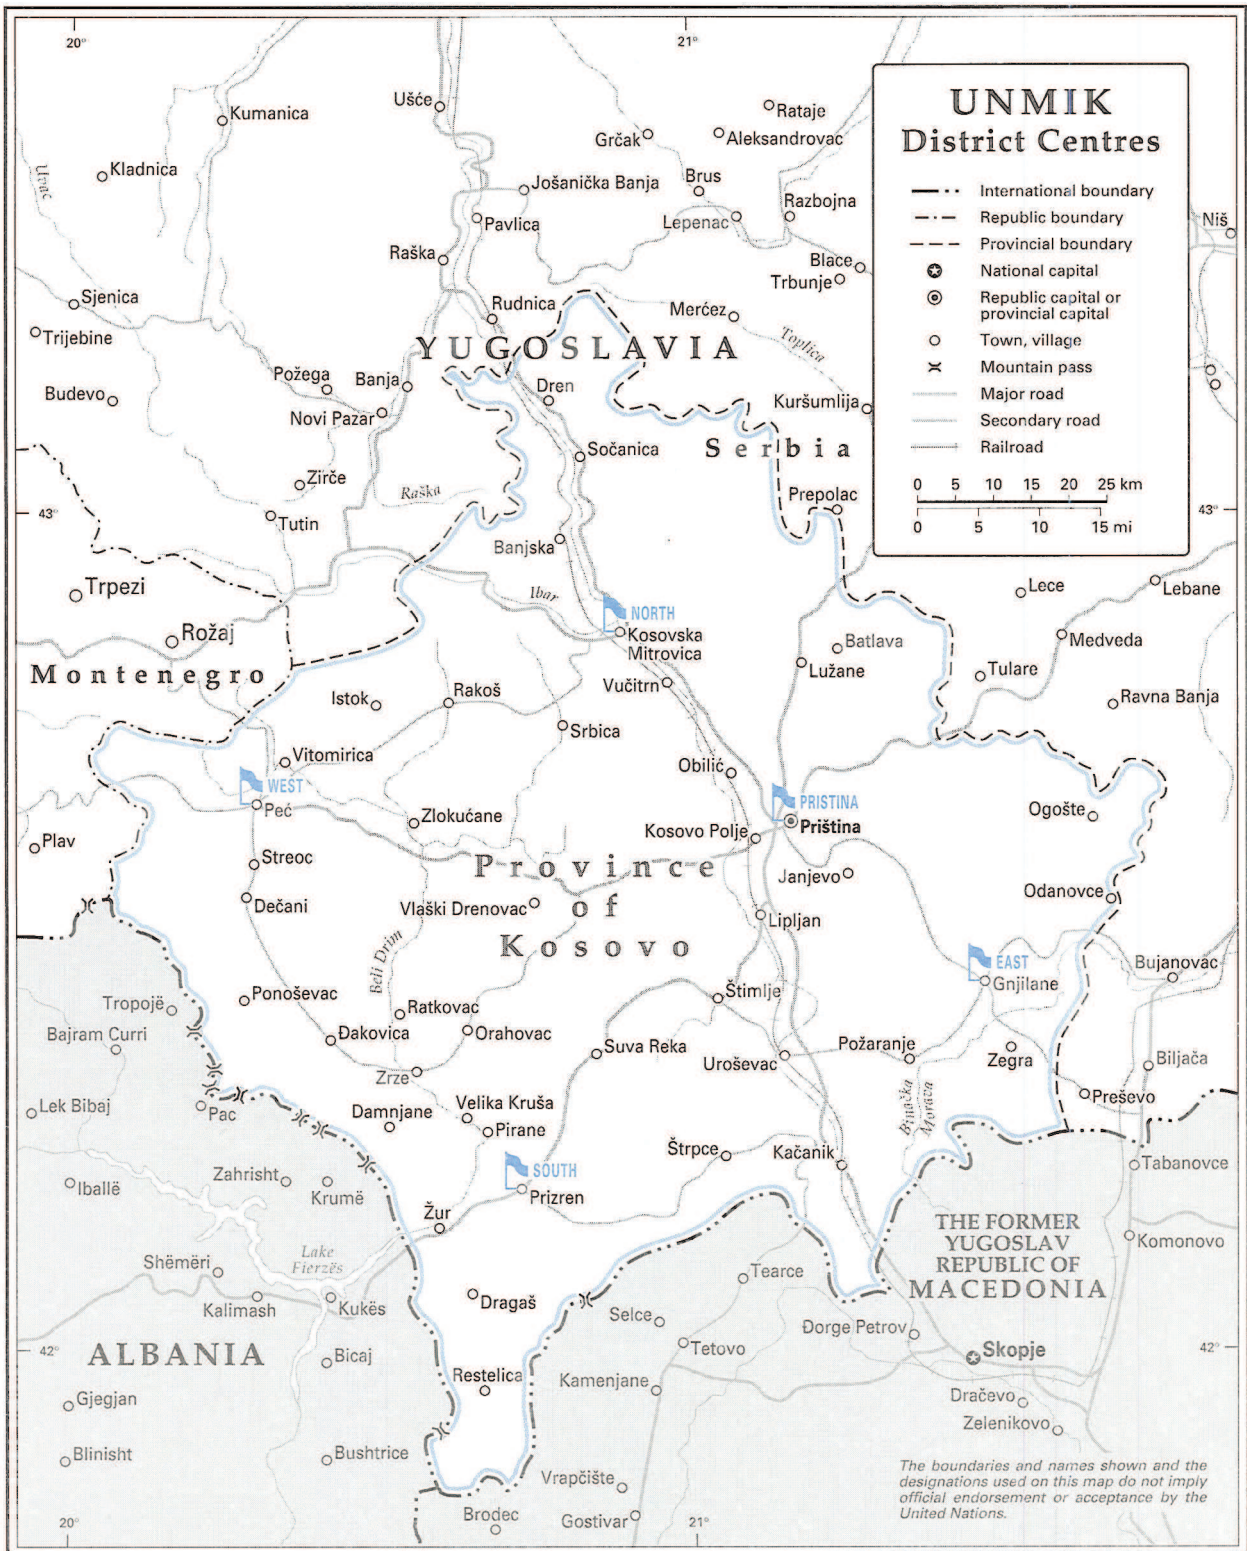 20°
21°
UNMIK
District Centres
International boundary
Republic boundary
Provincial boundary
National capital
Republic capital or
provincial capital
Town, village
Mountain pass
Major road
Secondary road
Railroad
0 5 10 15 20 25 km
0 5 10 15 mi
Ušće
Kumanica
Rataje
Grčak
Aleksandrovac
Uvac
Kladnica
Jošanička Banja
Brus
Razbojna
Pavlica
Lepenac
Niš
Raška
Blace
Trbunje
Sjenica
Rudnica
Merćez
Trijebine
Toplica
YUGOSLAVIA
Požega
Banja
Dren
Budevo
Kuršumlija
Novi Pazar
Serbia
Sočanica
Zirče
Raška
Prepolac
43°
43°
Tutin
Banjska
Trpezi
Ibar
Lece
Lebane
NORTH
Rožaj
Kosovska
Mitrovica
Batlava
Medveda
Montenegro
Lužane
Tulare
Vučitrn
Istok
Rakoš
Ravna Banja
Srbica
Vitomirica
Obilić
WEST
Peć
PRISTINA
Priština
Ogošte
Zlokućane
Kosovo Polje
Plav
Streoc
Province
of
Kosovo
Janjevo
Dečani
Vlaški Drenovac
Odanovce
Lipljan
Beli Drim
EAST
Gnjilane
Bujanovac
Ponoševac
Štimlje
Tropojë
Ratkovac
Bajram Curri
Đakovica
Orahovac
Suva Reka
Uroševac
Požaranje
Zegra
Biljača
Zrze
Lek Bibaj
Pac
Damnjane
Velika Kruša
Pirane
Binačka
Morava
Preševo
Štrpce
Kačanik
Tabanovce
Zahrisht
Iballë
Krumë
SOUTH
Prizren
Žur
THE FORMER
YUGOSLAV
REPUBLIC OF
MACEDONIA
Komonovo
Lake
Fierzës
Shëmëri
Tearce
Kalimash
Kukës
Dragaš
Selce
Đorge Petrov
Tetovo
Skopje
42°
42°
ALBANIA
Bicaj
Restelica
Kamenjane
Gjegjan
Dračevo
Zelenikovo
Blinisht
Bushtrice
Vrapčište
Brodec
Gostivar
The boundaries and names shown and the
designations used on this map do not imply
official endorsement or acceptance by the
United Nations.
20°
21°